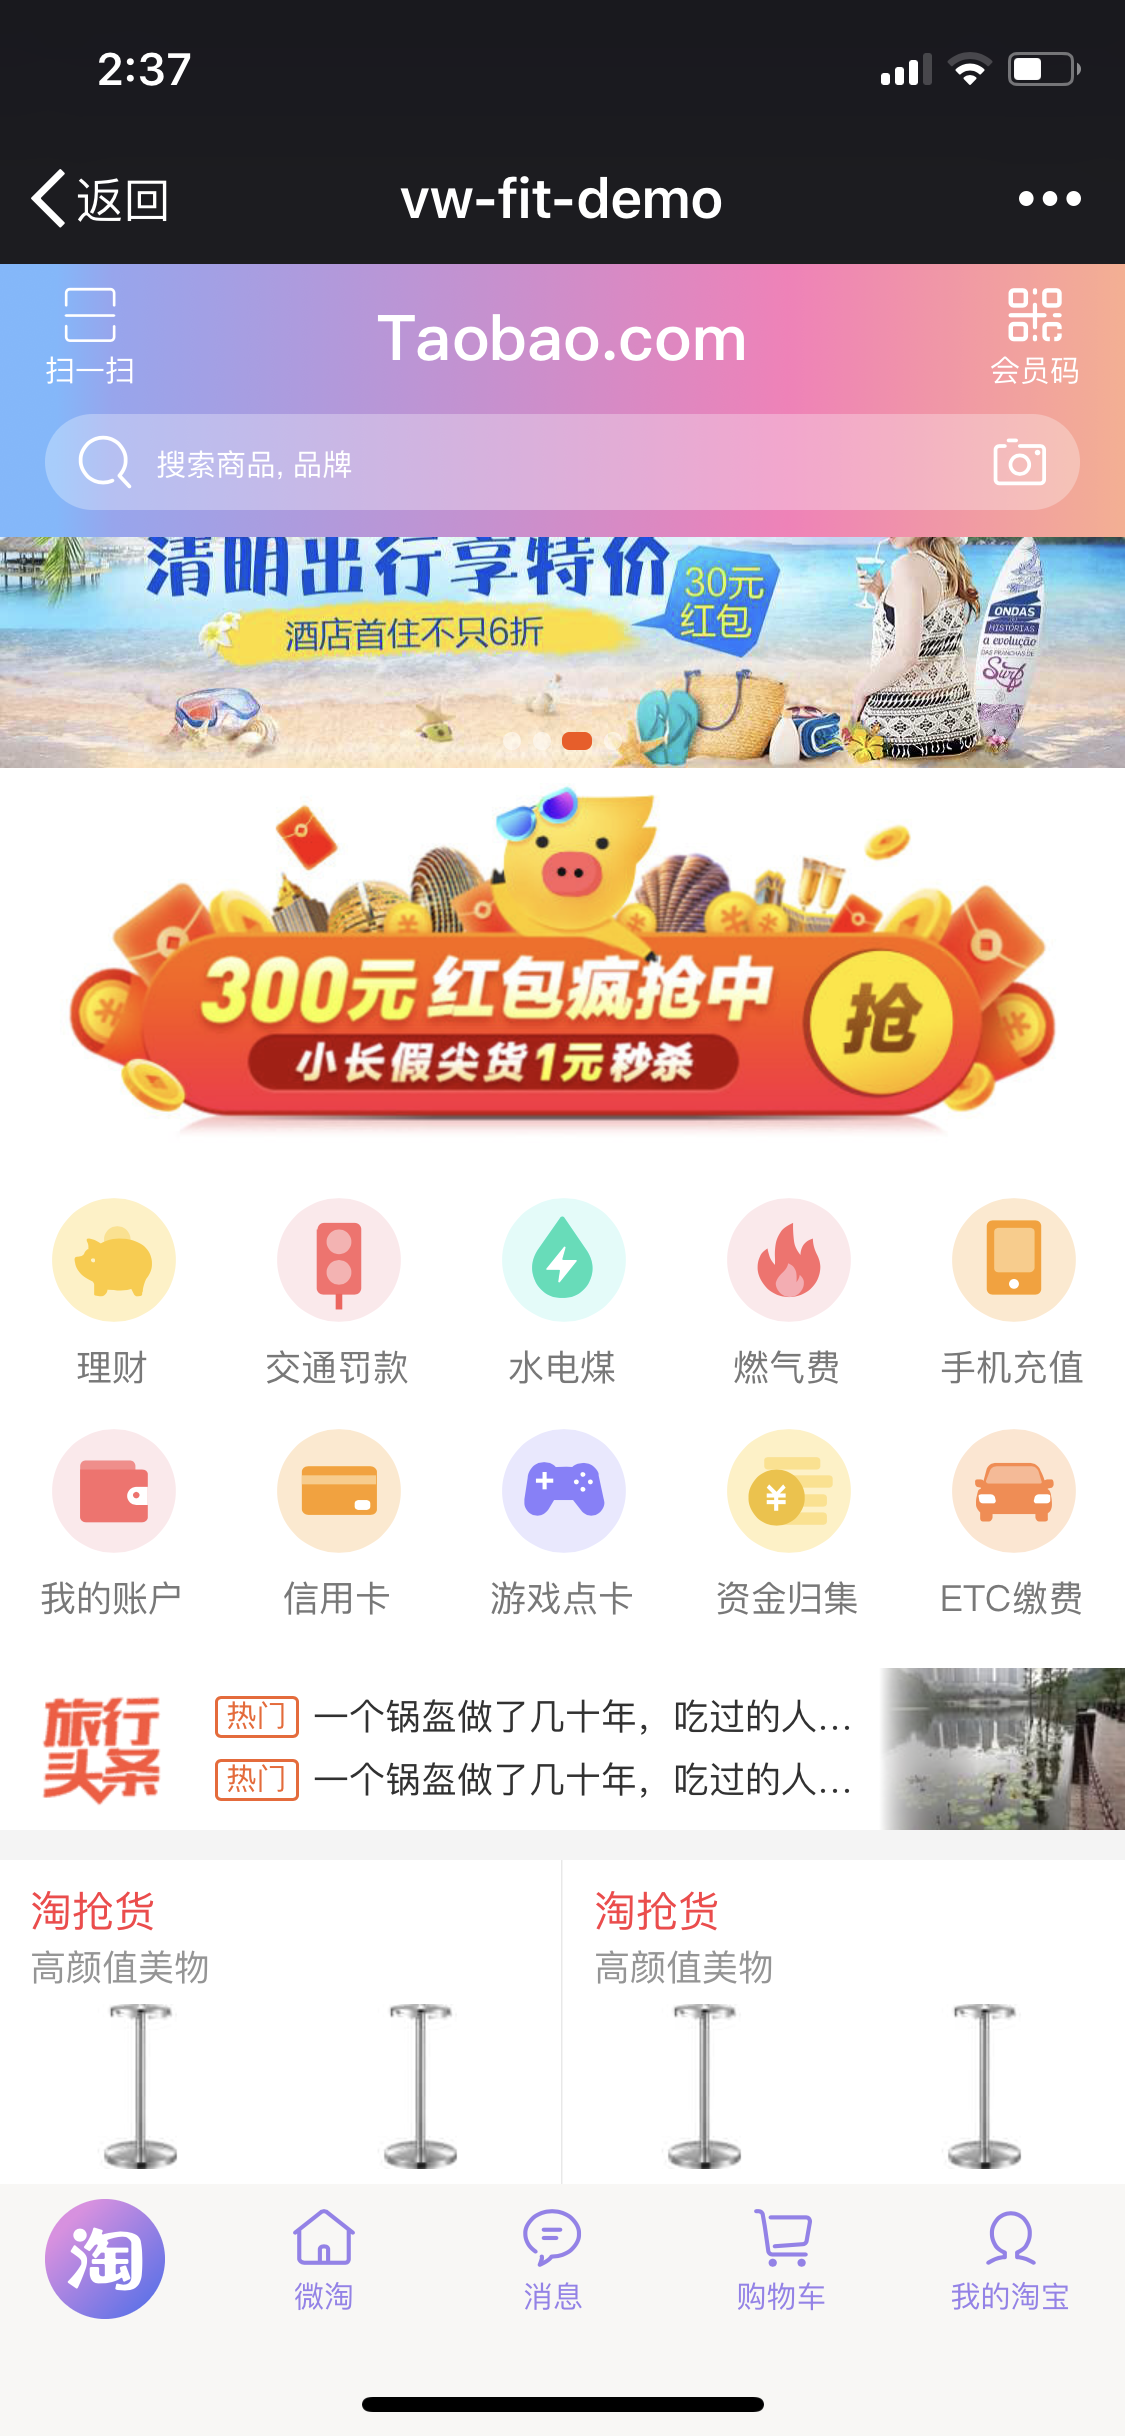 2:37
返回
vw-fit-demo
扫一扫
Taobao.com
会员码
搜索商品, 品牌
清明出行享特价
30元
红包
酒店首住不只6折
ONDAS
HISTÓRIAS
a evolução
DAS PRANCHAS DE
Surf
300元红包疯抢中
抢
小长假尖货1元秒杀
理财
交通罚款
水电煤
燃气费
手机充值
¥
我的账户
信用卡
游戏点卡
资金归集
ETC缴费
旅行
头条
热门 一个锅盔做了几十年，吃过的人...
热门 一个锅盔做了几十年，吃过的人...
淘抢货
高颜值美物
淘抢货
高颜值美物
淘
微淘
消息
购物车
我的淘宝